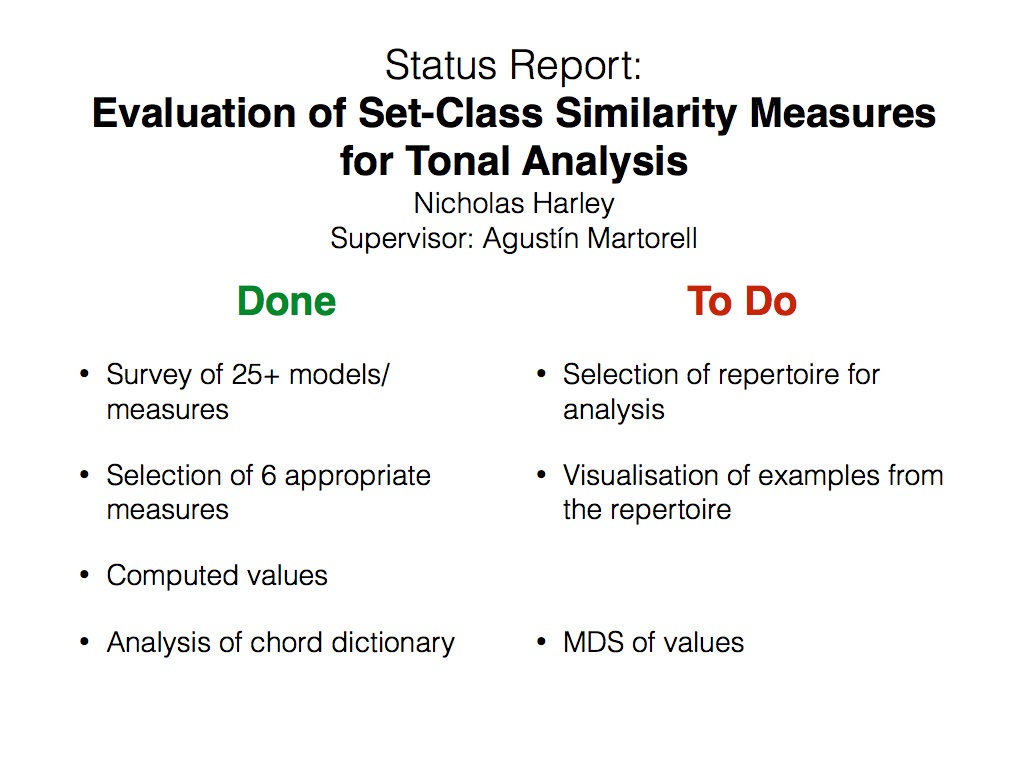 Status Report:
Evaluation of Set-Class Similarity Measures
for Tonal Analysis
Nicholas Harley
Supervisor: Agustín Martorell
Done
• Survey of 25+ models/
measures
• Selection of 6 appropriate
measures
• Computed values
• Analysis of chord dictionary
To Do
• Selection of repertoire for
analysis
• Visualisation of examples from
the repertoire
• MDS of values